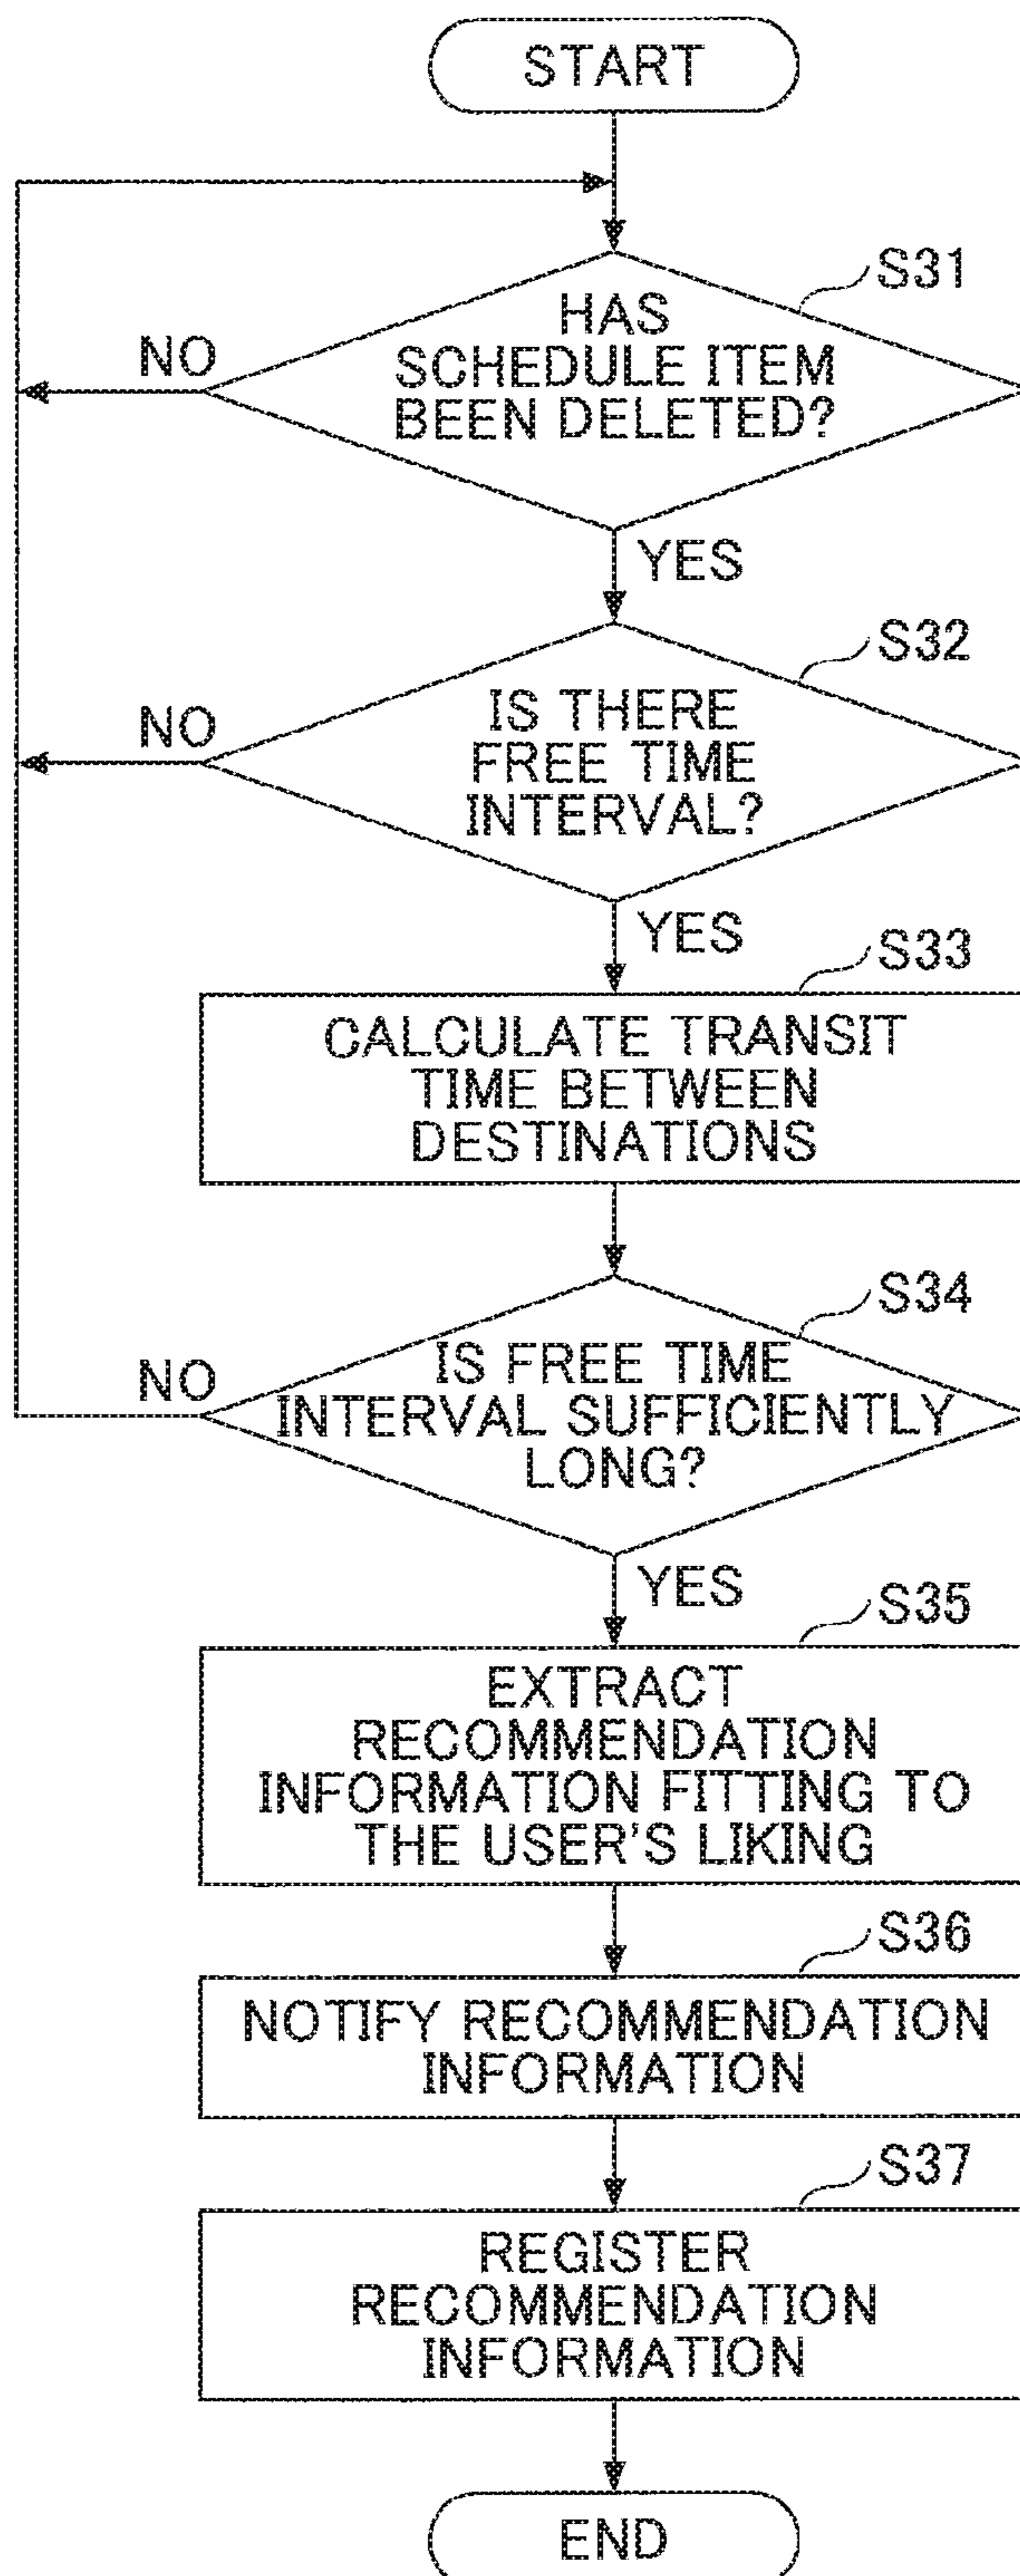 START
S31
HAS
SCHEDULE ITEM
BEEN DELETED?
NO
YES
S32
IS THERE
FREE TIME
INTERVAL?
NO
YES
S33
CALCULATE TRANSIT
TIME BETWEEN
DESTINATIONS
S34
IS FREE TIME
INTERVAL SUFFICIENTLY
LONG?
NO
YES
S35
EXTRACT
RECOMMENDATION
INFORMATION FITTING TO
THE USER'S LIKING
S36
NOTIFY RECOMMENDATION
INFORMATION
S37
REGISTER
RECOMMENDATION
INFORMATION
END